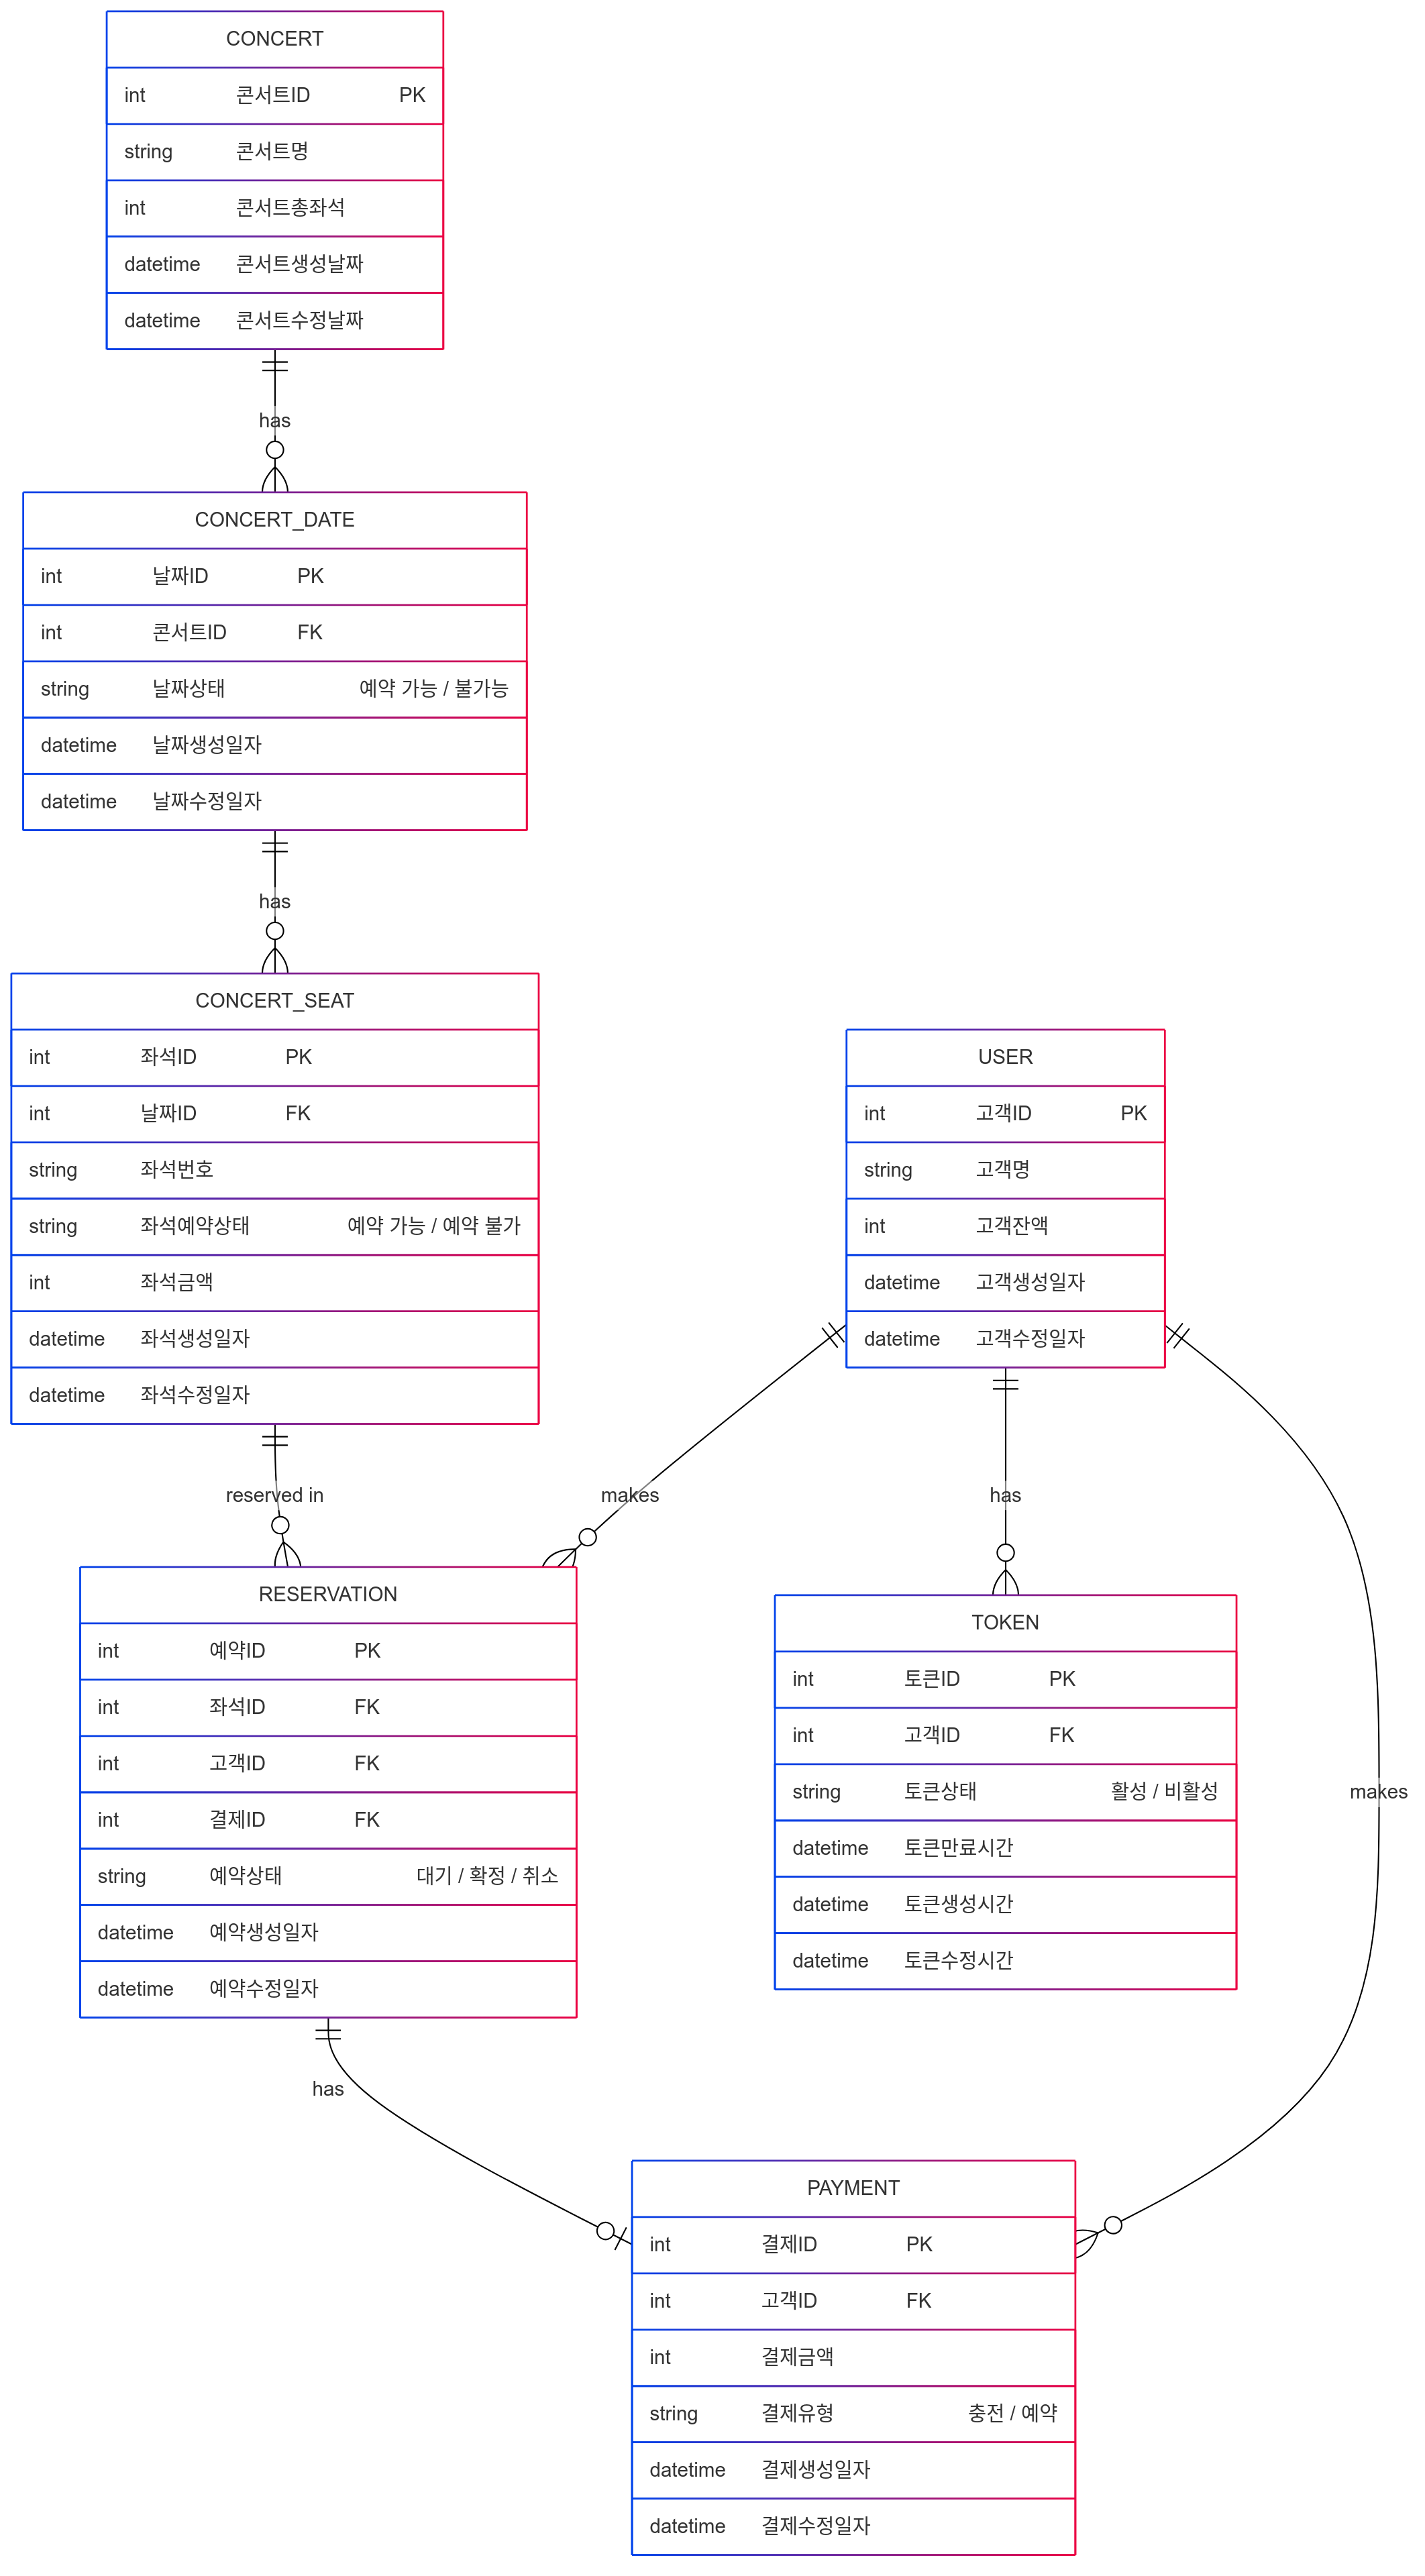 CONCERT
int 콘서트ID PK
string 콘서트명
int 콘서트총좌석
datetime 콘서트생성날짜
datetime 콘서트수정날짜
has
CONCERT_DATE
int 날짜ID PK
int 콘서트ID FK
string 날짜상태 예약 가능 / 불가능
datetime 날짜생성일자
datetime 날짜수정일자
has
CONCERT_SEAT
int 좌석ID PK
int 날짜ID FK
string 좌석번호
string 좌석예약상태 예약 가능 / 예약 불가
int 좌석금액
datetime 좌석생성일자
datetime 좌석수정일자
USER
int 고객ID PK
string 고객명
int 고객잔액
datetime 고객생성일자
datetime 고객수정일자
reserved in
makes
has
makes
RESERVATION
int 예약ID PK
int 좌석ID FK
int 고객ID FK
int 결제ID FK
string 예약상태 대기 / 확정 / 취소
datetime 예약생성일자
datetime 예약수정일자
TOKEN
int 토큰ID PK
int 고객ID FK
string 토큰상태 활성 / 비활성
datetime 토큰만료시간
datetime 토큰생성시간
datetime 토큰수정시간
has
PAYMENT
int 결제ID PK
int 고객ID FK
int 결제금액
string 결제유형 충전 / 예약
datetime 결제생성일자
datetime 결제수정일자